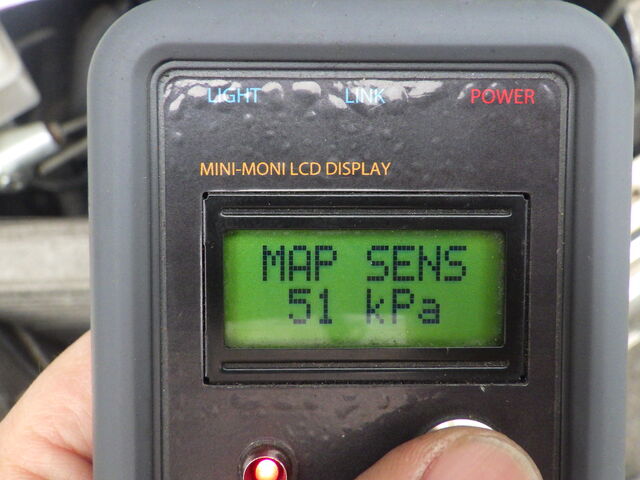 LIGHT LINK POWER
MINI-MONI LCD DISPLAY
MAP SENS
51 kPa